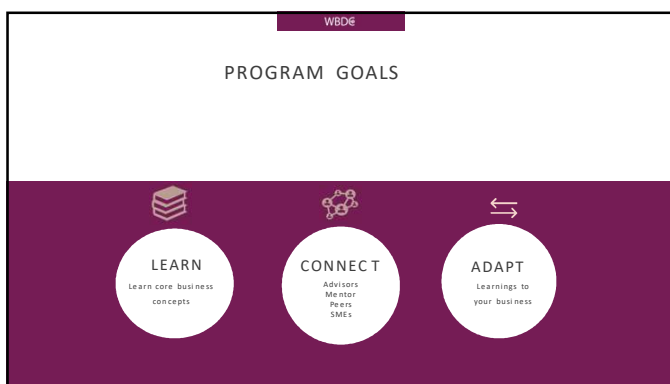 WBDC
PROGRAM GOALS
LEARN
Learn core business
concepts
CONNECT
Advisors
Mentor
Peers
SMEs
ADAPT
Learnings to
your business